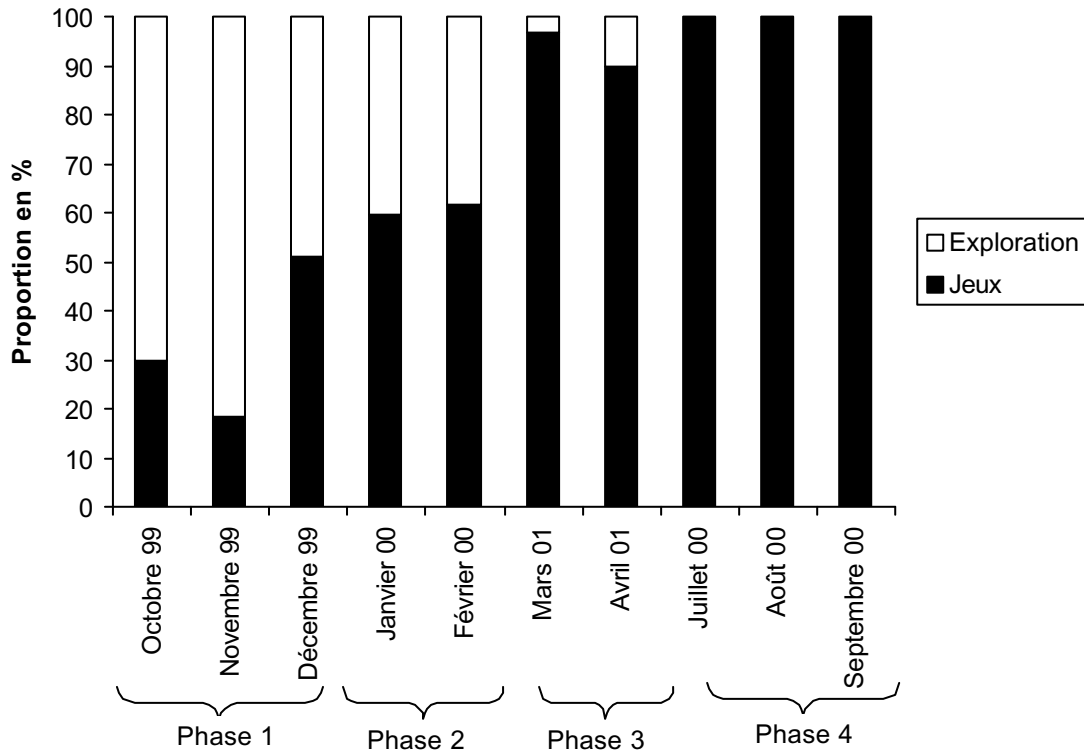 Proportion en %
100
90
80
70
60
50
40
30
20
10
0
Octobre 99
Novembre 99
Décembre 99
Janvier 00
Février 00
Mars 01
Avril 01
Juillet 00
Août 00
Septembre 00
Phase 1
Phase 2
Phase 3
Phase 4
Exploration
Jeux